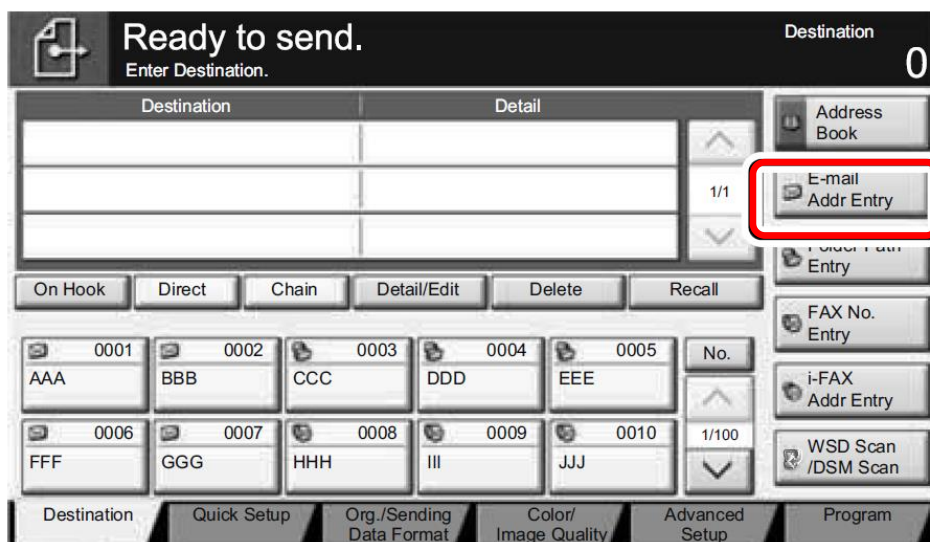 Ready to send.
Enter Destination.
Destination
0
Destination Detail
1/1
Address
Book
E-mail
Addr Entry
Folder Path
Entry
FAX No.
Entry
i-FAX
Addr Entry
WSD Scan
/DSM Scan
On Hook Direct Chain Detail/Edit Delete Recall
0001 0002 0003 0004 0005 No.
AAA BBB CCC DDD EEE
0006 0007 0008 0009 0010 1/100
FFF GGG HHH III JJJ
Destination Quick Setup Org./Sending
Data Format Color/
Image Quality Advanced
Setup Program